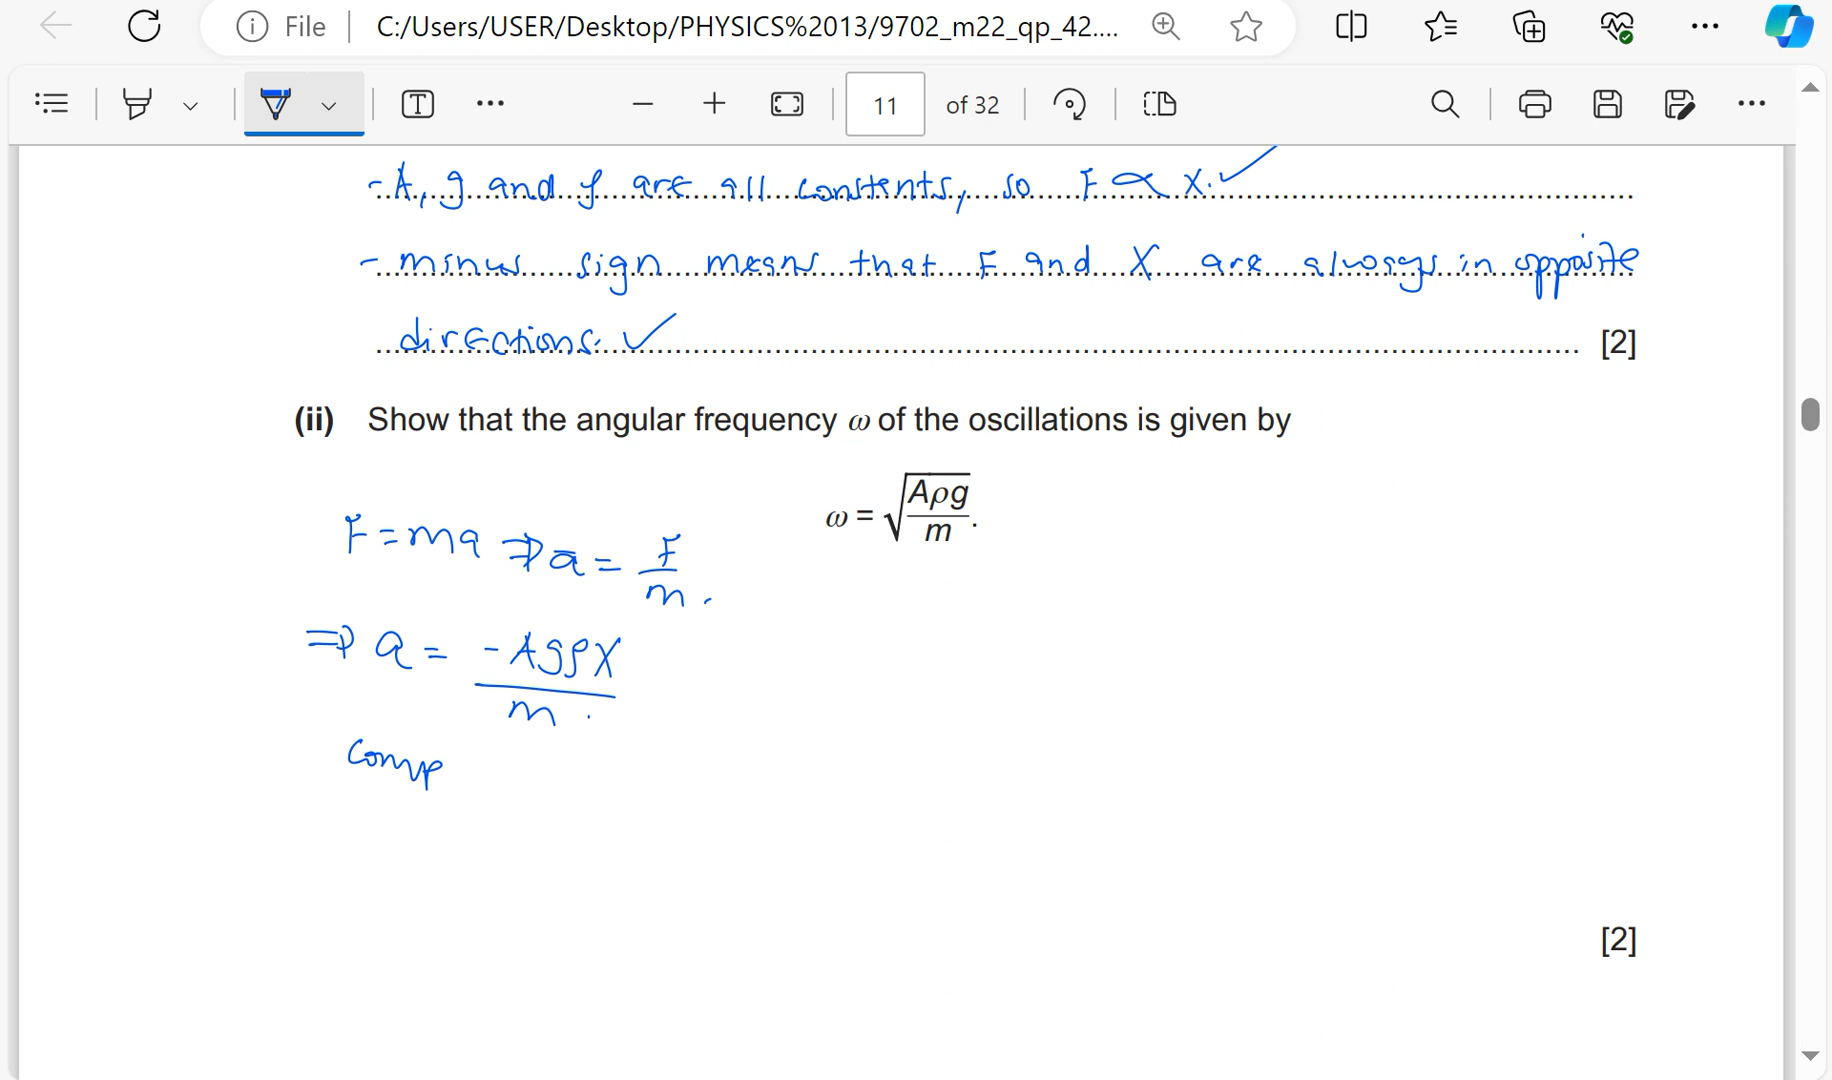 File
C:/Users/USER/Desktop/PHYSICS%2013/9702_m22_qp_42....
11 of 32
- A, g and ρ are all constants, so F ∝ x. ✓
- minus sign means that F and X are always in opposite
directions. ✓ [2]
(ii) Show that the angular frequency ω of the oscillations is given by
ω = √(Aρg/m).
F = ma ⇒ a = F/m.
⇒ a = -AgρX/m.
comp
[2]